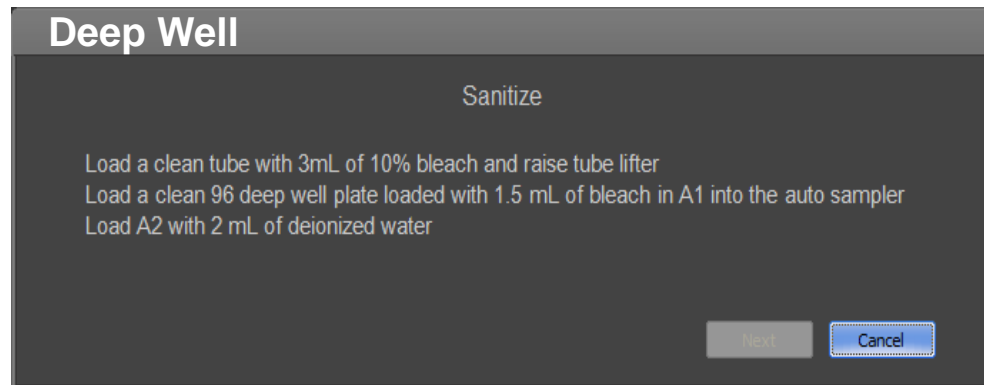 Deep Well
Sanitize
Load a clean tube with 3mL of 10% bleach and raise tube lifter
Load a clean 96 deep well plate loaded with 1.5 mL of bleach in A1 into the auto sampler
Load A2 with 2 mL of deionized water
Next
Cancel